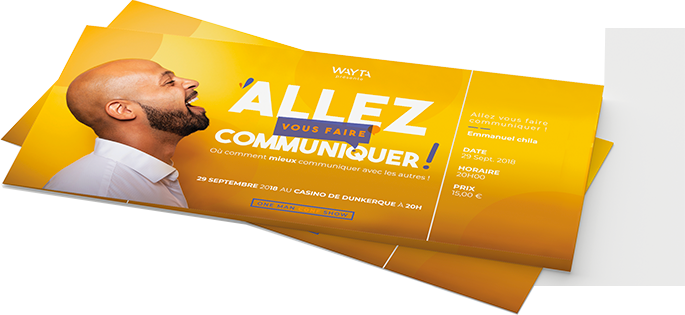 WAYTA
présente
ALLEZ
VOUS FAIRE
COMMUNIQUER !
Où comment mieux communiquer avec les autres !
29 SEPTEMBRE 2018 AU CASINO DE DUNKERQUE À 20H
ONE MAN SHOW
Allez vous faire
communiquer !
Emmanuel chila
DATE
29 Sept. 2018
HORAIRE
20H00
PRIX
15,00 €